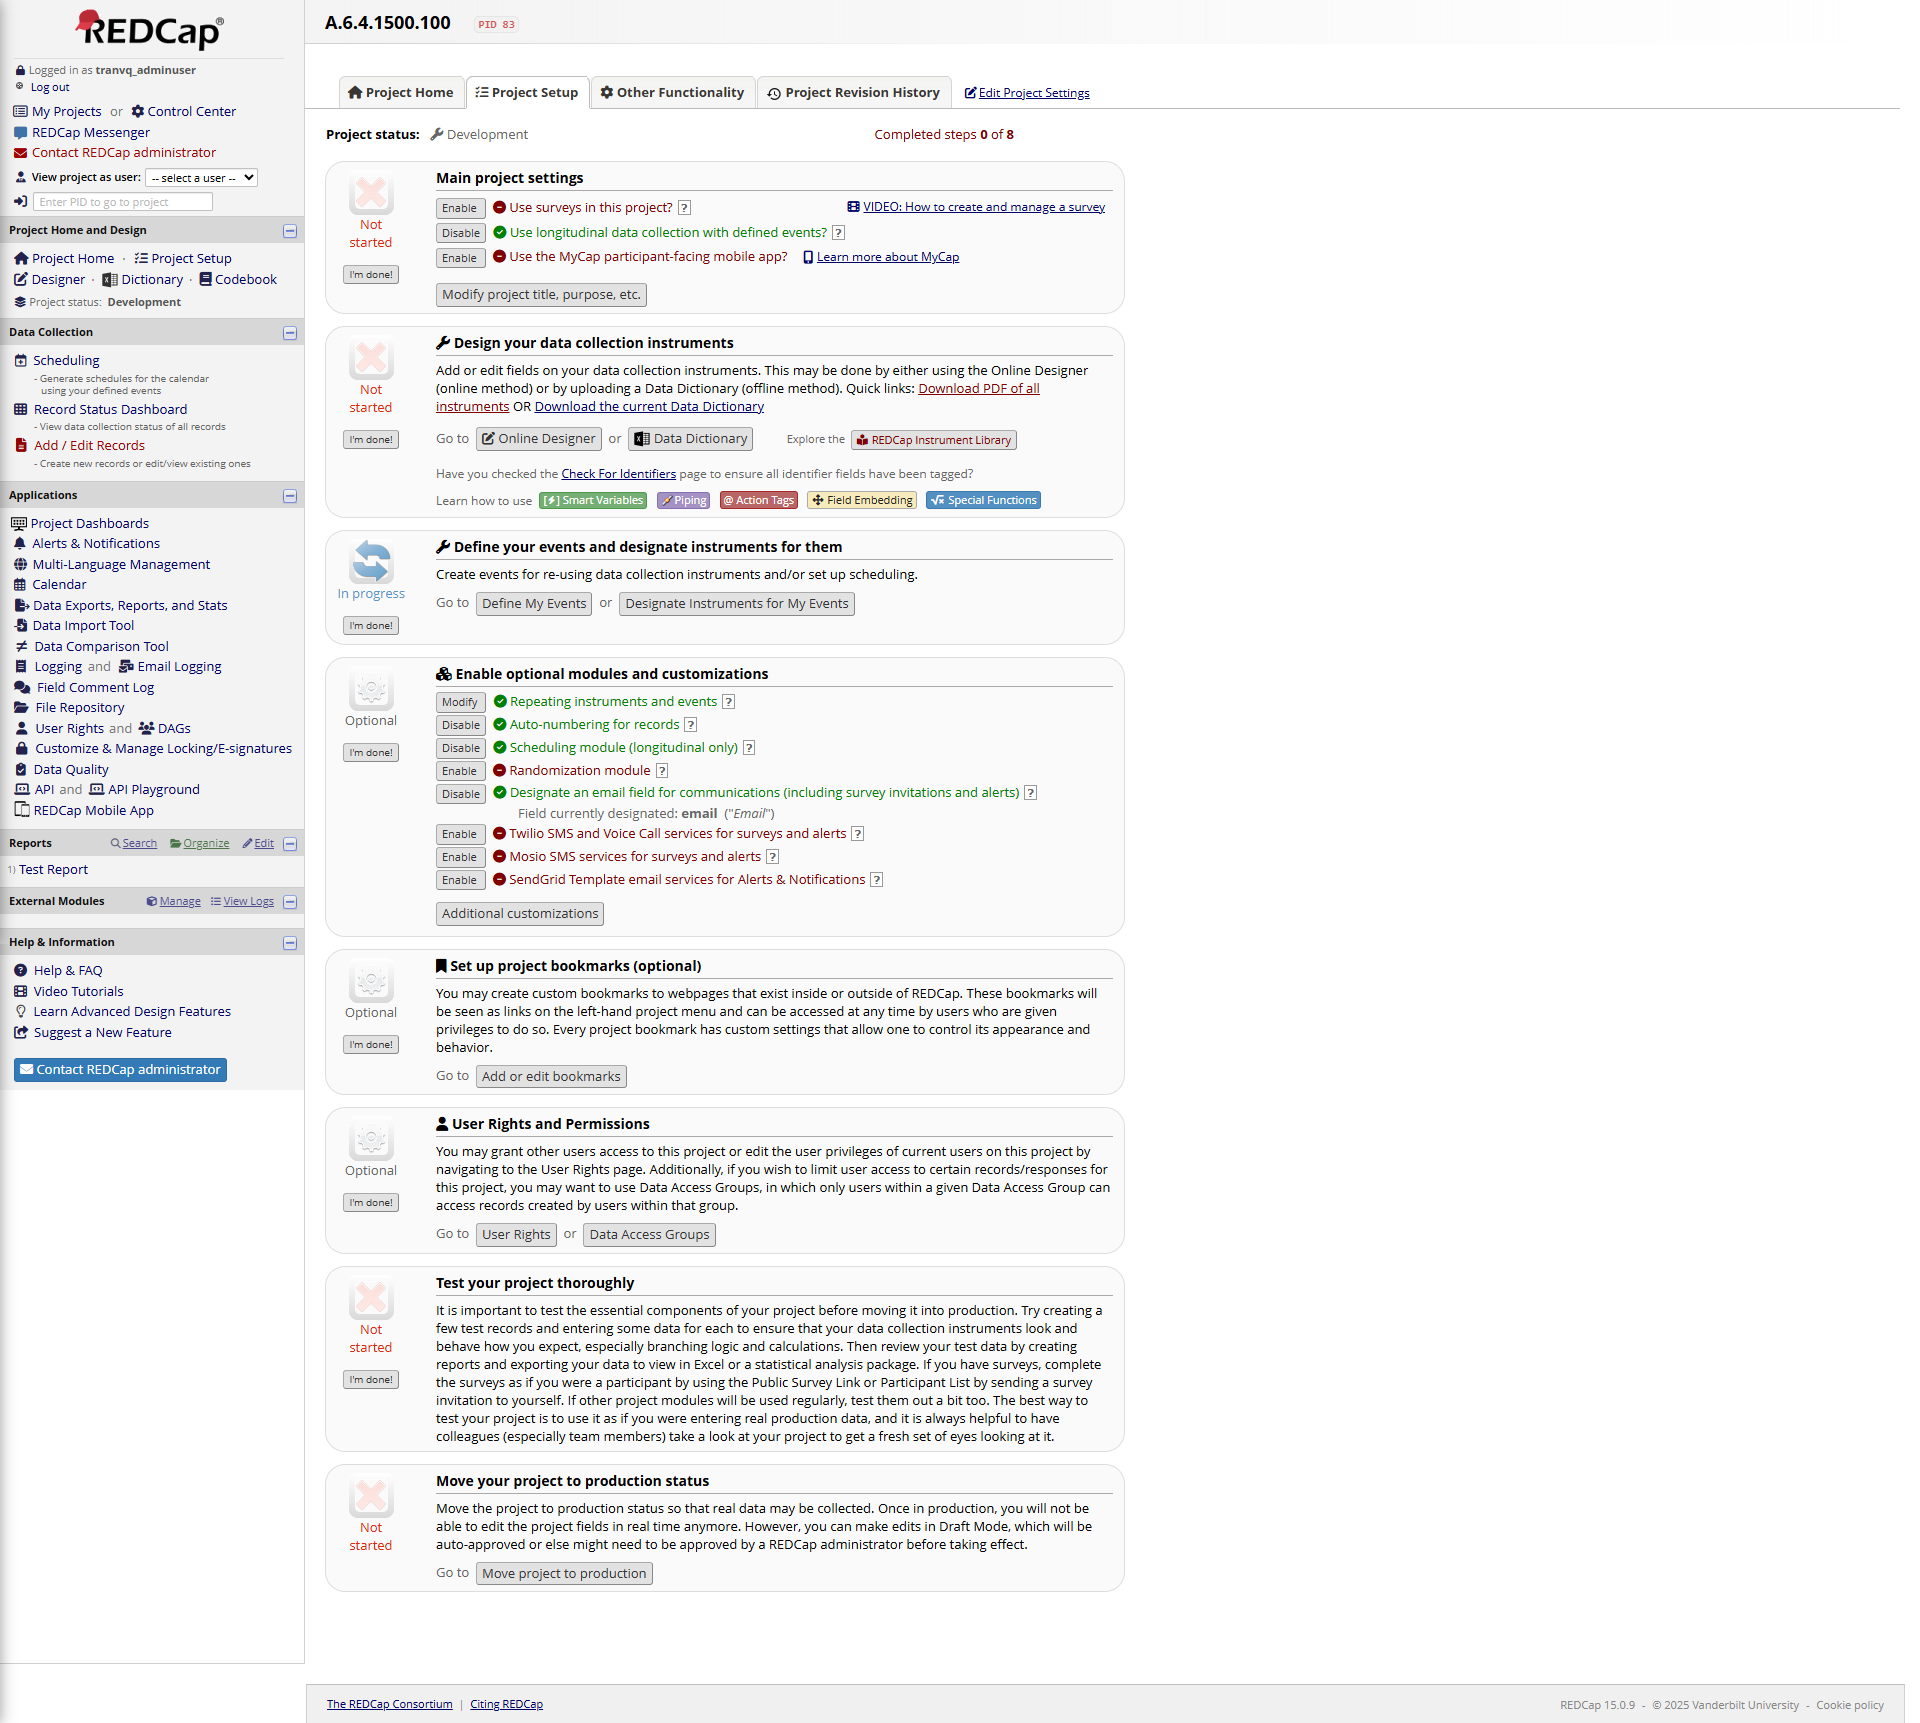 REDCap®
Logged in as tranvq_adminuser
Log out
My Projects or Control Center
REDCap Messenger
Contact REDCap administrator
View project as user: -- select a user --
Enter PID to go to project
Project Home and Design
Project Home · Project Setup
Designer · Dictionary · Codebook
Project status: Development
Data Collection
Scheduling
- Generate schedules for the calendar
using your defined events
Record Status Dashboard
- View data collection status of all records
Add / Edit Records
- Create new records or edit/view existing ones
Applications
Project Dashboards
Alerts & Notifications
Multi-Language Management
Calendar
Data Exports, Reports, and Stats
Data Import Tool
Data Comparison Tool
Logging and Email Logging
Field Comment Log
File Repository
User Rights and DAGs
Customize & Manage Locking/E-signatures
Data Quality
API and API Playground
REDCap Mobile App
Reports Search Organize Edit
1) Test Report
External Modules Manage View Logs
Help & Information
Help & FAQ
Video Tutorials
Learn Advanced Design Features
Suggest a New Feature
Contact REDCap administrator
A.6.4.1500.100 PID 83
Project Home Project Setup Other Functionality Project Revision History Edit Project Settings
Project status: Development Completed steps 0 of 8
Not
started
I'm done!
Main project settings
Enable Use surveys in this project? ? VIDEO: How to create and manage a survey
Disable Use longitudinal data collection with defined events? ?
Enable Use the MyCap participant-facing mobile app? Learn more about MyCap
Modify project title, purpose, etc.
Not
started
I'm done!
Design your data collection instruments
Add or edit fields on your data collection instruments. This may be done by either using the Online Designer
(online method) or by uploading a Data Dictionary (offline method). Quick links: Download PDF of all
instruments OR Download the current Data Dictionary
Go to Online Designer or Data Dictionary Explore the REDCap Instrument Library
Have you checked the Check For Identifiers page to ensure all identifier fields have been tagged?
Learn how to use [⚡] Smart Variables Piping @ Action Tags Field Embedding √x Special Functions
In progress
I'm done!
Define your events and designate instruments for them
Create events for re-using data collection instruments and/or set up scheduling.
Go to Define My Events or Designate Instruments for My Events
Optional
I'm done!
Enable optional modules and customizations
Modify Repeating instruments and events ?
Disable Auto-numbering for records ?
Disable Scheduling module (longitudinal only) ?
Enable Randomization module ?
Disable Designate an email field for communications (including survey invitations and alerts) ?
Field currently designated: email ("Email")
Enable Twilio SMS and Voice Call services for surveys and alerts ?
Enable Mosio SMS services for surveys and alerts ?
Enable SendGrid Template email services for Alerts & Notifications ?
Additional customizations
Optional
I'm done!
Set up project bookmarks (optional)
You may create custom bookmarks to webpages that exist inside or outside of REDCap. These bookmarks will
be seen as links on the left-hand project menu and can be accessed at any time by users who are given
privileges to do so. Every project bookmark has custom settings that allow one to control its appearance and
behavior.
Go to Add or edit bookmarks
Optional
I'm done!
User Rights and Permissions
You may grant other users access to this project or edit the user privileges of current users on this project by
navigating to the User Rights page. Additionally, if you wish to limit user access to certain records/responses for
this project, you may want to use Data Access Groups, in which only users within a given Data Access Group can
access records created by users within that group.
Go to User Rights or Data Access Groups
Not
started
I'm done!
Test your project thoroughly
It is important to test the essential components of your project before moving it into production. Try creating a
few test records and entering some data for each to ensure that your data collection instruments look and
behave how you expect, especially branching logic and calculations. Then review your test data by creating
reports and exporting your data to view in Excel or a statistical analysis package. If you have surveys, complete
the surveys as if you were a participant by using the Public Survey Link or Participant List by sending a survey
invitation to yourself. If other project modules will be used regularly, test them out a bit too. The best way to
test your project is to use it as if you were entering real production data, and it is always helpful to have
colleagues (especially team members) take a look at your project to get a fresh set of eyes looking at it.
Not
started
Move your project to production status
Move the project to production status so that real data may be collected. Once in production, you will not be
able to edit the project fields in real time anymore. However, you can make edits in Draft Mode, which will be
auto-approved or else might need to be approved by a REDCap administrator before taking effect.
Go to Move project to production
The REDCap Consortium | Citing REDCap
REDCap 15.0.9 - © 2025 Vanderbilt University - Cookie policy